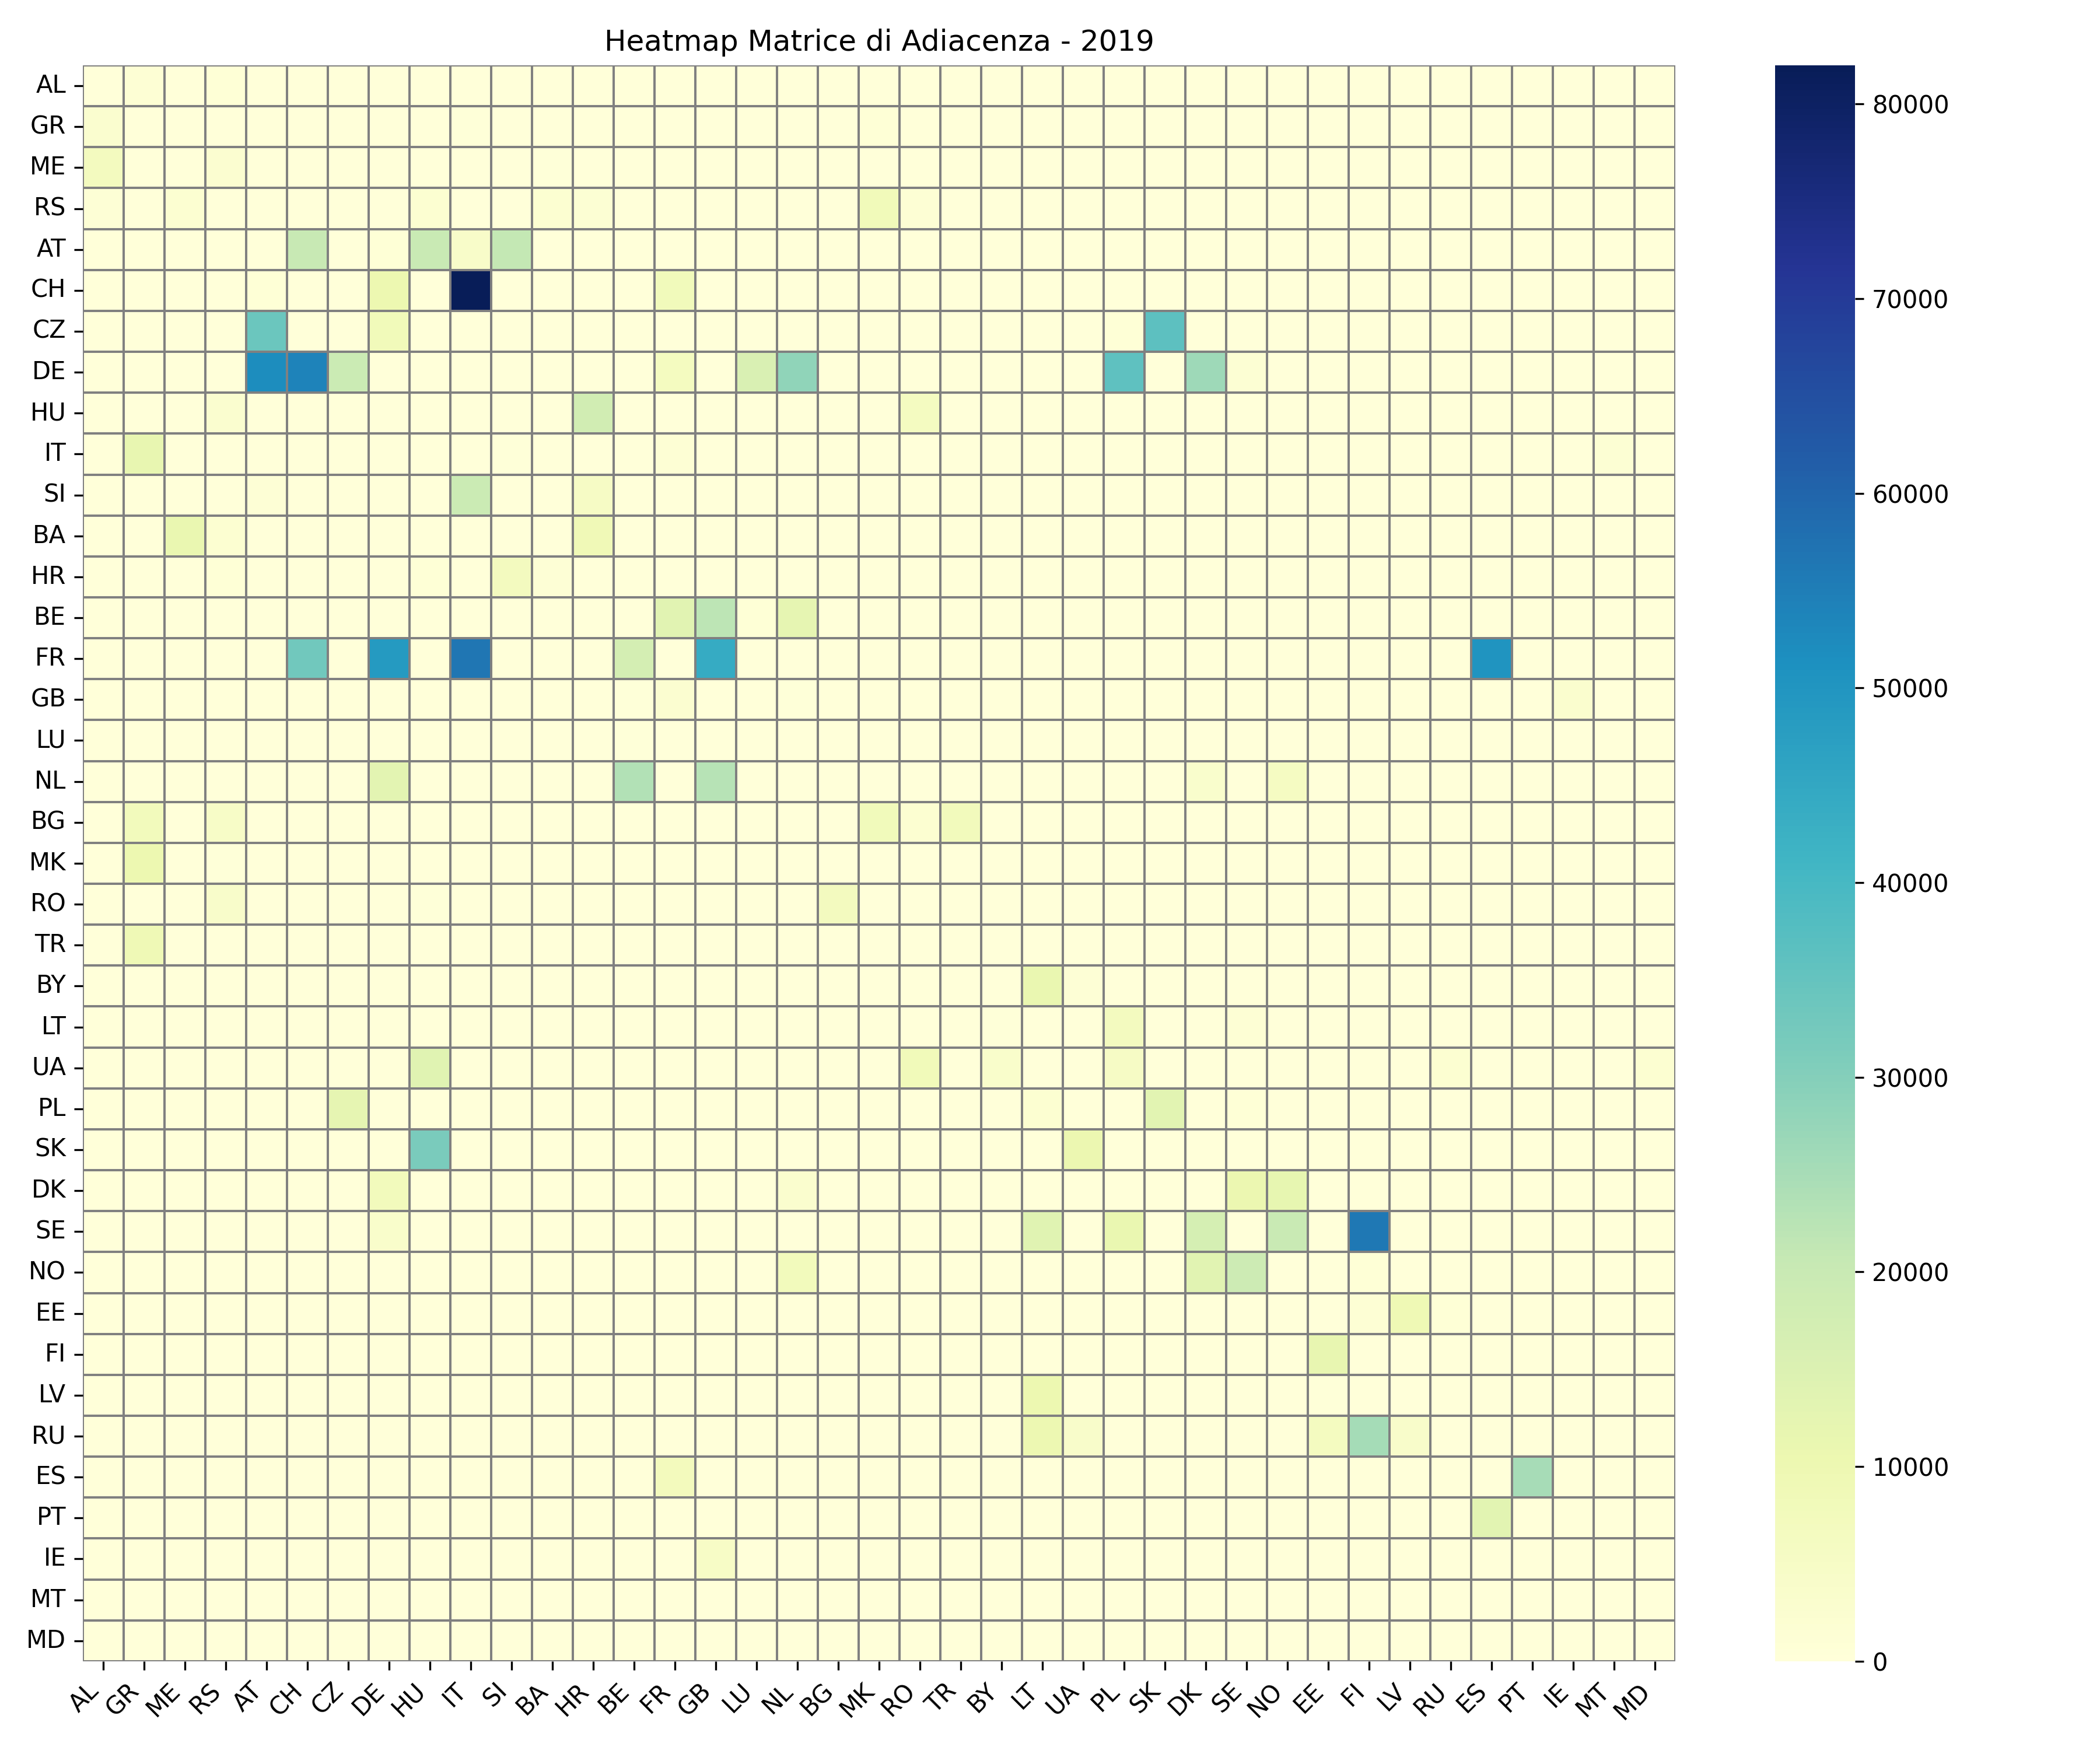 Heatmap Matrice di Adiacenza - 2019
AL
GR
ME
RS
AT
CH
CZ
DE
HU
IT
SI
BA
HR
BE
FR
GB
LU
NL
BG
MK
RO
TR
BY
LT
UA
PL
SK
DK
SE
NO
EE
FI
LV
RU
ES
PT
IE
MT
MD
AL GR ME RS AT CH CZ DE HU IT SI BA HR BE FR GB LU NL BG MK RO TR BY LT UA PL SK DK SE NO EE FI LV RU ES PT IE MT MD
80000
70000
60000
50000
40000
30000
20000
10000
0